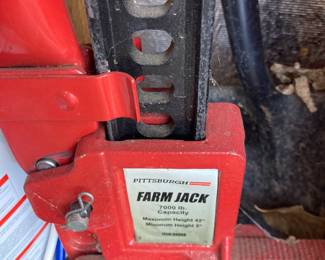 PITTSBURGH
FARM JACK
7000 lb.
Capacity
Maximum Height 42"
Minimum Height 5"